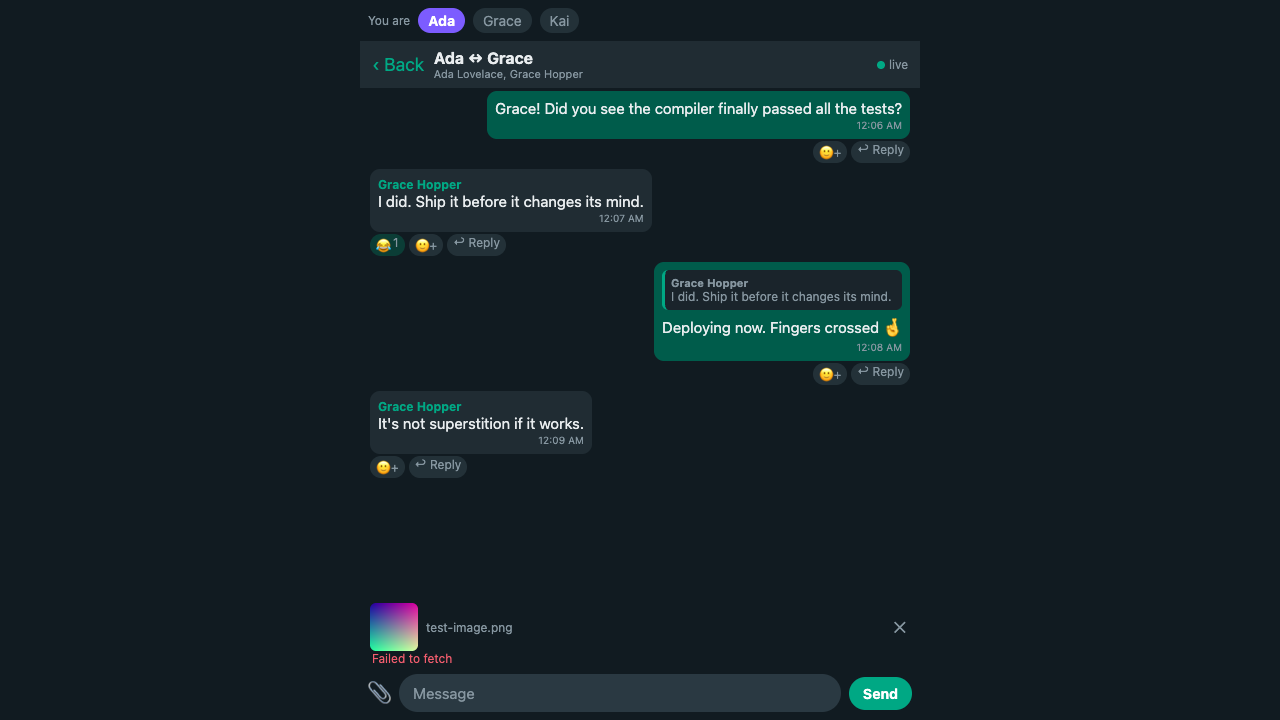 You are Ada Grace Kai
‹ Back
Ada ↔ Grace
Ada Lovelace, Grace Hopper
live
Grace! Did you see the compiler finally passed all the tests?
12:06 AM
🙂+ ↩ Reply
Grace Hopper
I did. Ship it before it changes its mind.
12:07 AM
😂 1 🙂+ ↩ Reply
Grace Hopper
I did. Ship it before it changes its mind.
Deploying now. Fingers crossed 🤞
12:08 AM
🙂+ ↩ Reply
Grace Hopper
It's not superstition if it works.
12:09 AM
🙂+ ↩ Reply
test-image.png
Failed to fetch
Message
Send